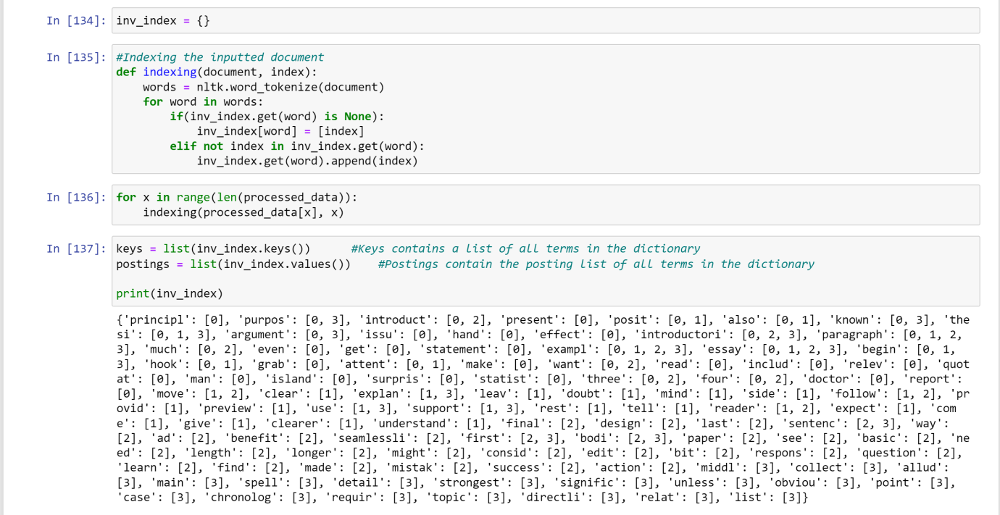 In [134]: inv_index = {}
In [135]: #Indexing the inputted document
def indexing(document, index):
    words = nltk.word_tokenize(document)
    for word in words:
        if(inv_index.get(word) is None):
            inv_index[word] = [index]
        elif not index in inv_index.get(word):
            inv_index.get(word).append(index)
In [136]: for x in range(len(processed_data)):
    indexing(processed_data[x], x)
In [137]: keys = list(inv_index.keys())      #Keys contains a list of all terms in the dictionary
postings = list(inv_index.values())    #Postings contain the posting list of all terms in the dictionary
print(inv_index)
{'principl': [0], 'purpos': [0, 3], 'introduct': [0, 2], 'present': [0], 'posit': [0, 1], 'also': [0, 1], 'known': [0, 3], 'the
si': [0, 1, 3], 'argument': [0, 3], 'issu': [0], 'hand': [0], 'effect': [0], 'introductori': [0, 2, 3], 'paragraph': [0, 1, 2,
3], 'much': [0, 2], 'even': [0], 'get': [0], 'statement': [0], 'exampl': [0, 1, 2, 3], 'essay': [0, 1, 2, 3], 'begin': [0, 1,
3], 'hook': [0, 1], 'grab': [0], 'attent': [0, 1], 'make': [0], 'want': [0, 2], 'read': [0], 'includ': [0], 'relev': [0], 'quot
at': [0], 'man': [0], 'island': [0], 'surpris': [0], 'statist': [0], 'three': [0, 2], 'four': [0, 2], 'doctor': [0], 'report':
[0], 'move': [1, 2], 'clear': [1], 'explan': [1, 3], 'leav': [1], 'doubt': [1], 'mind': [1], 'side': [1], 'follow': [1, 2], 'pr
ovid': [1], 'preview': [1], 'use': [1, 3], 'support': [1, 3], 'rest': [1], 'tell': [1], 'reader': [1, 2], 'expect': [1], 'com
e': [1], 'give': [1], 'clearer': [1], 'understand': [1], 'final': [2], 'design': [2], 'last': [2], 'sentenc': [2, 3], 'way':
[2], 'ad': [2], 'benefit': [2], 'seamlessli': [2], 'first': [2, 3], 'bodi': [2, 3], 'paper': [2], 'see': [2], 'basic': [2], 'ne
ed': [2], 'length': [2], 'longer': [2], 'might': [2], 'consid': [2], 'edit': [2], 'bit': [2], 'respons': [2], 'question': [2],
'learn': [2], 'find': [2], 'made': [2], 'mistak': [2], 'success': [2], 'action': [2], 'middl': [3], 'collect': [3], 'allud':
[3], 'main': [3], 'spell': [3], 'detail': [3], 'strongest': [3], 'signific': [3], 'unless': [3], 'obviou': [3], 'point': [3],
'case': [3], 'chronolog': [3], 'requir': [3], 'topic': [3], 'directli': [3], 'relat': [3], 'list': [3]}